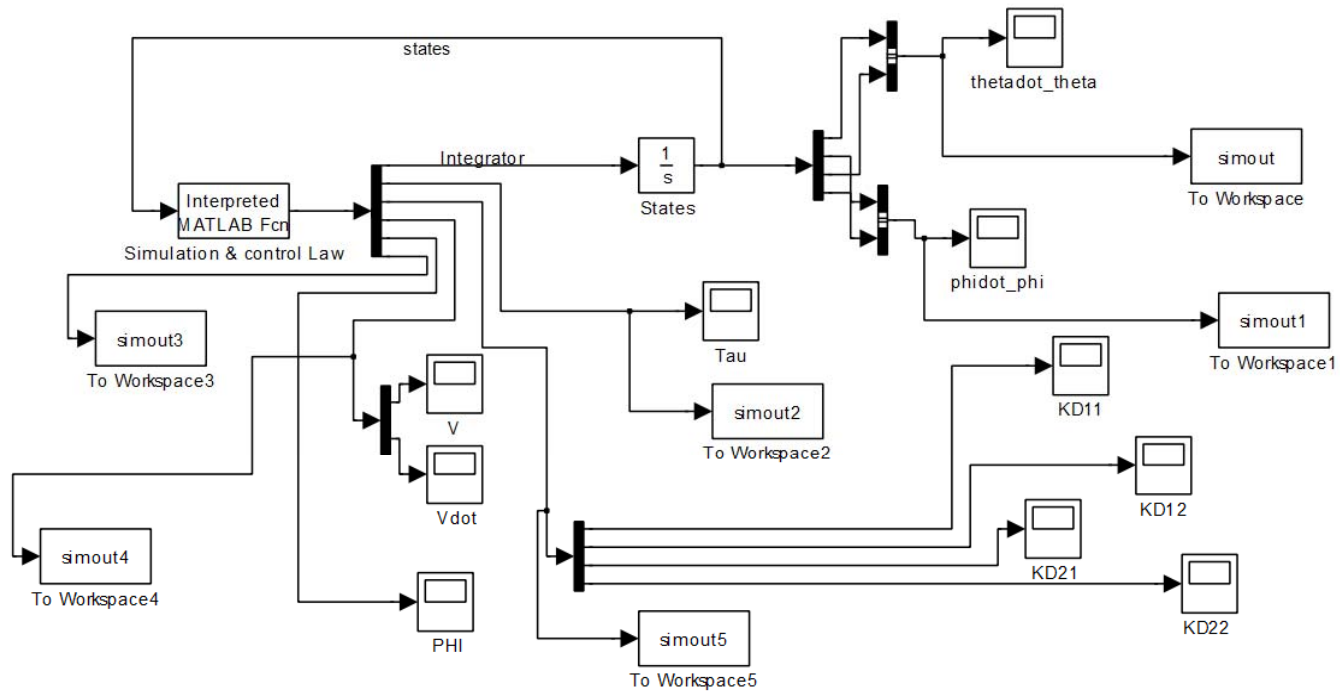 states
thetadot_theta
simout
To Workspace
Integrator
1
s
States
Interpreted
MATLAB Fcn
Simulation & control Law
phidot_phi
simout1
To Workspace1
simout3
To Workspace3
Tau
V
KD11
simout2
To Workspace2
Vdot
KD12
simout4
To Workspace4
KD21
KD22
PHI
simout5
To Workspace5